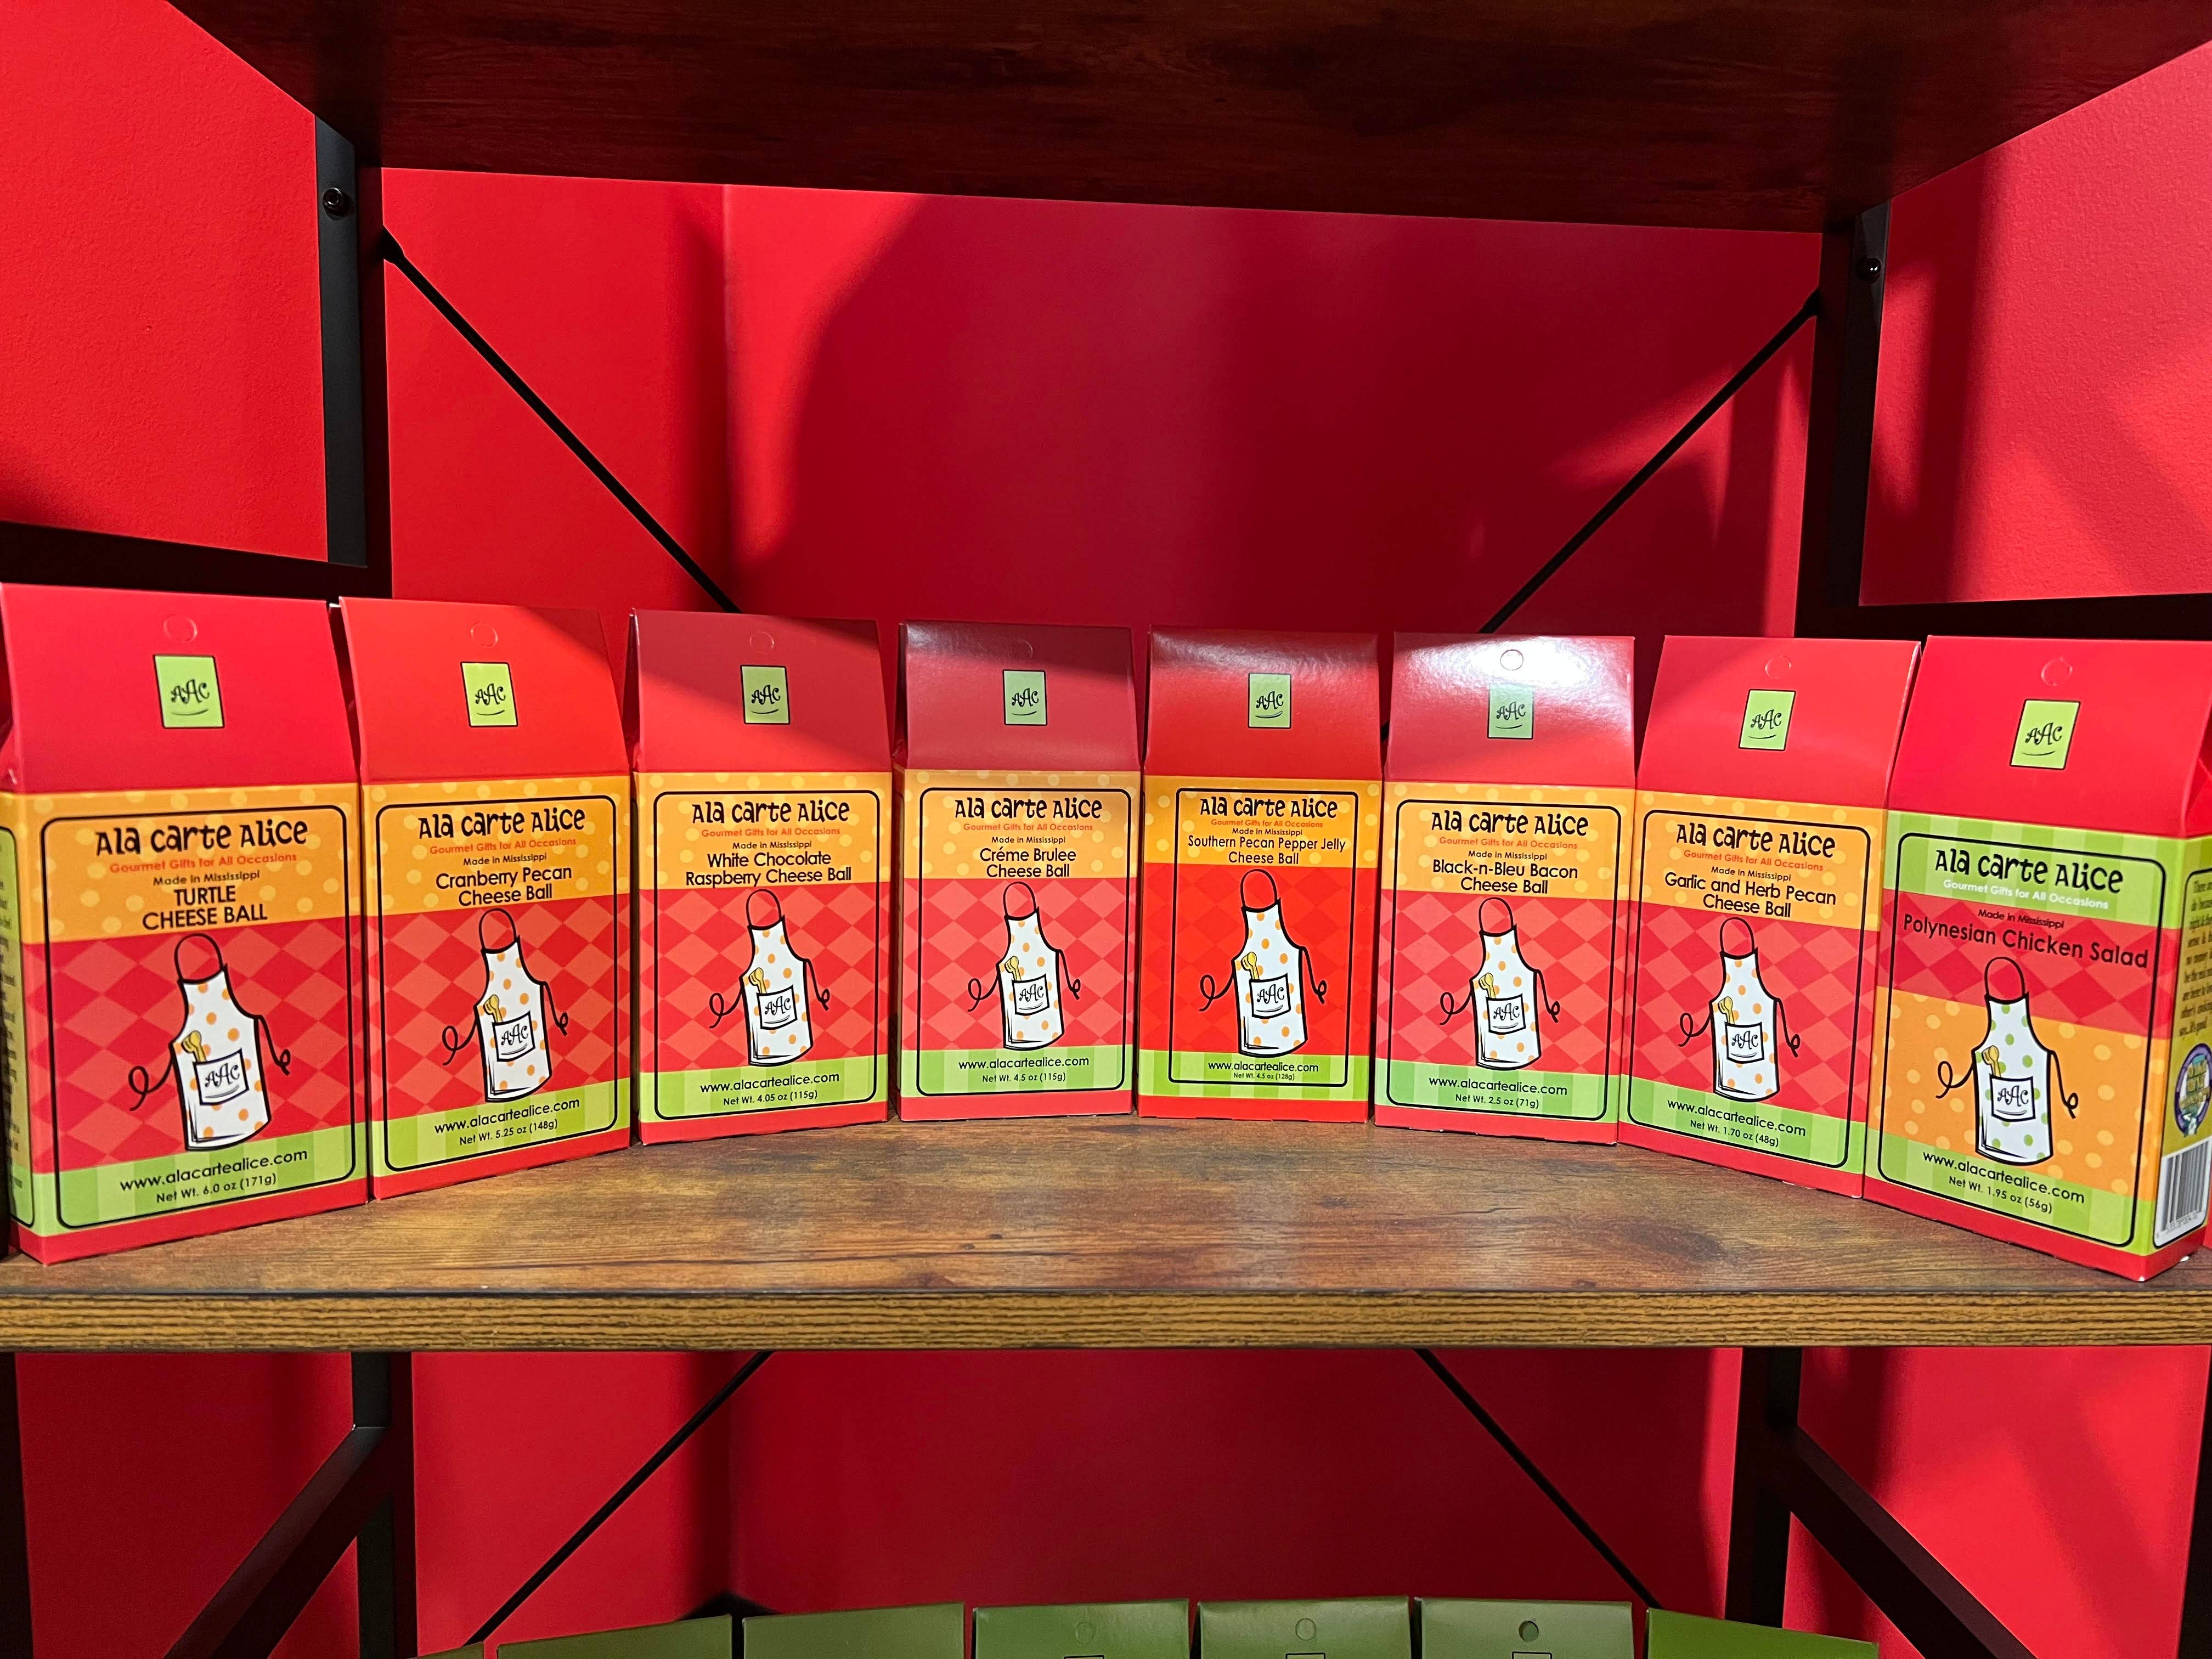 AAC
Ala Carte Alice
Gourmet Gifts for All Occasions
Made in Mississippi
TURTLE
CHEESE BALL
AAC
www.alacartealice.com
Net Wt. 6.0 oz (171g)
AAC
Ala Carte Alice
Gourmet Gifts for All Occasions
Made in Mississippi
Cranberry Pecan
Cheese Ball
AAC
www.alacartealice.com
Net Wt. 5.25 oz (148g)
AAC
Ala Carte Alice
Gourmet Gifts for All Occasions
Made in Mississippi
White Chocolate
Raspberry Cheese Ball
AAC
www.alacartealice.com
Net Wt. 4.05 oz (115g)
AAC
Ala Carte Alice
Gourmet Gifts for All Occasions
Made in Mississippi
Créme Brulee
Cheese Ball
AAC
www.alacartealice.com
Net Wt. 4.5 oz (115g)
AAC
Ala Carte Alice
Gourmet Gifts for All Occasions
Made in Mississippi
Southern Pecan Pepper Jelly
Cheese Ball
AAC
www.alacartealice.com
Net Wt. 4.5 oz (128g)
AAC
Ala Carte Alice
Gourmet Gifts for All Occasions
Made in Mississippi
Black-n-Bleu Bacon
Cheese Ball
AAC
www.alacartealice.com
Net Wt. 2.5 oz (71g)
AAC
Ala Carte Alice
Gourmet Gifts for All Occasions
Made in Mississippi
Garlic and Herb Pecan
Cheese Ball
AAC
www.alacartealice.com
Net Wt. 1.70 oz (48g)
AAC
Ala Carte Alice
Gourmet Gifts for All Occasions
Made in Mississippi
Polynesian Chicken Salad
AAC
www.alacartealice.com
Net Wt. 1.95 oz (56g)